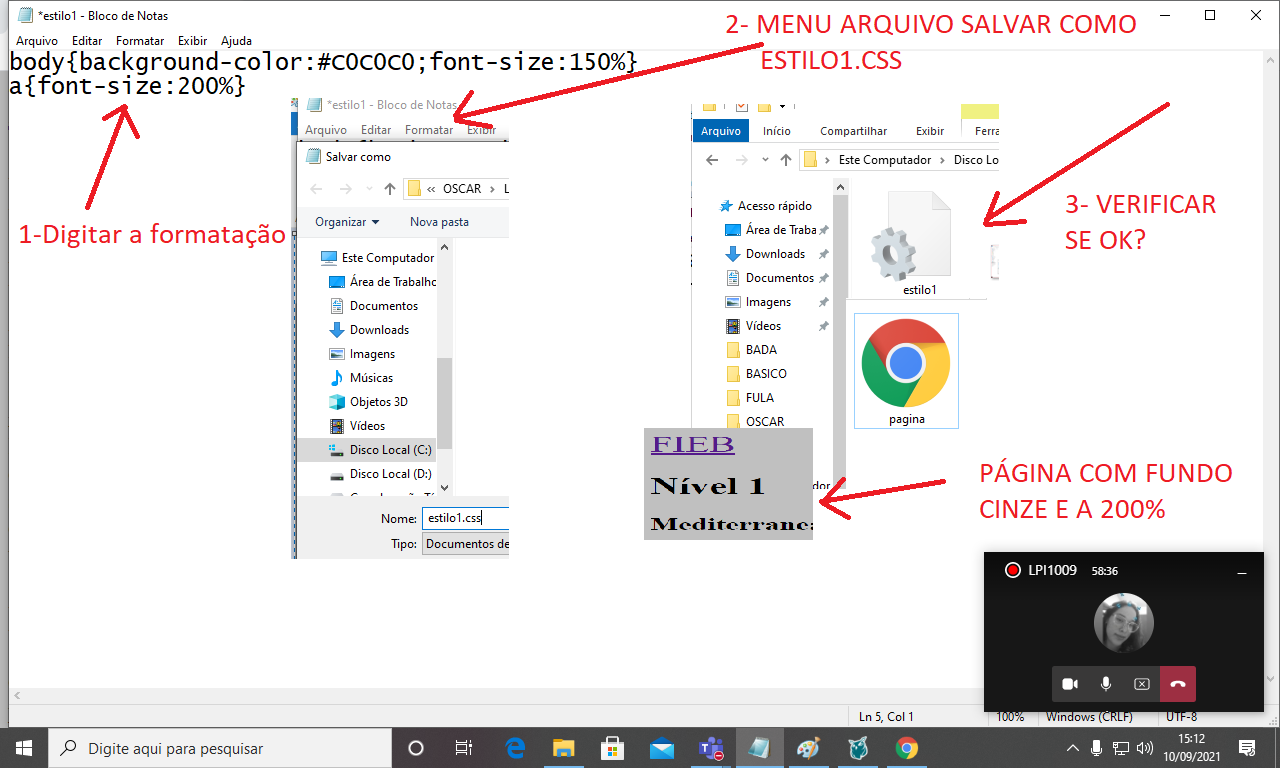 *estilo1 - Bloco de Notas
Arquivo Editar Formatar Exibir Ajuda
body{background-color:#C0C0C0;font-size:150%}
a{font-size:200%}
2- MENU ARQUIVO SALVAR COMO
ESTILO1.CSS
1-Digitar a formatação
*estilo1 - Bloco de Notas
Arquivo Editar Formatar Exibir
Salvar como
« OSCAR › L
Organizar Nova pasta
Este Computador
Área de Trabalho
Documentos
Downloads
Imagens
Músicas
Objetos 3D
Vídeos
Disco Local (C:)
Disco Local (D:)
Nome: estilo1.css
Tipo: Documentos de
Arquivo Início Compartilhar Exibir Ferra
› Este Computador › Disco Lo
Acesso rápido
Área de Traba
Downloads
Documentos
Imagens
Vídeos
BADA
BASICO
FULA
OSCAR
dor
estilo1
pagina
3- VERIFICAR
SE OK?
FIEB
Nível 1
Mediterranea
PÁGINA COM FUNDO
CINZE E A 200%
LPI1009 58:36
Ln 5, Col 1 100% Windows (CRLF) UTF-8
Digite aqui para pesquisar
15:12
10/09/2021